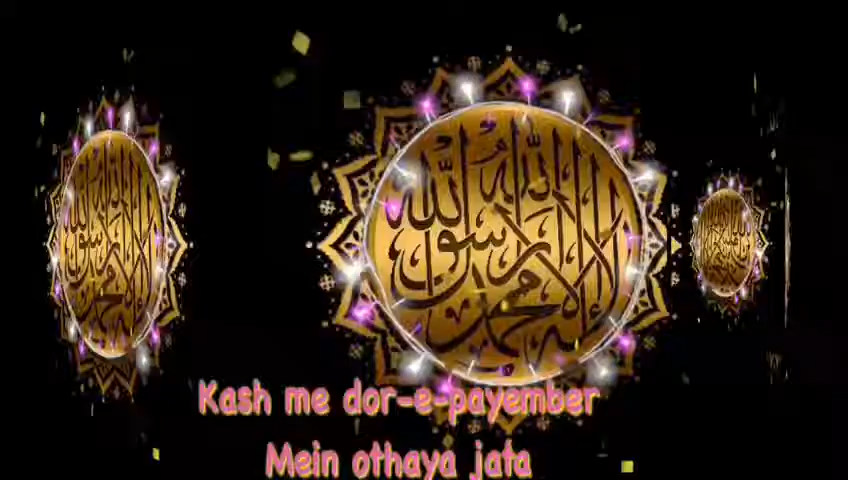 لا إله إلا الله محمد رسول الله
Kash me dor-e-payember
Mein othaya jata